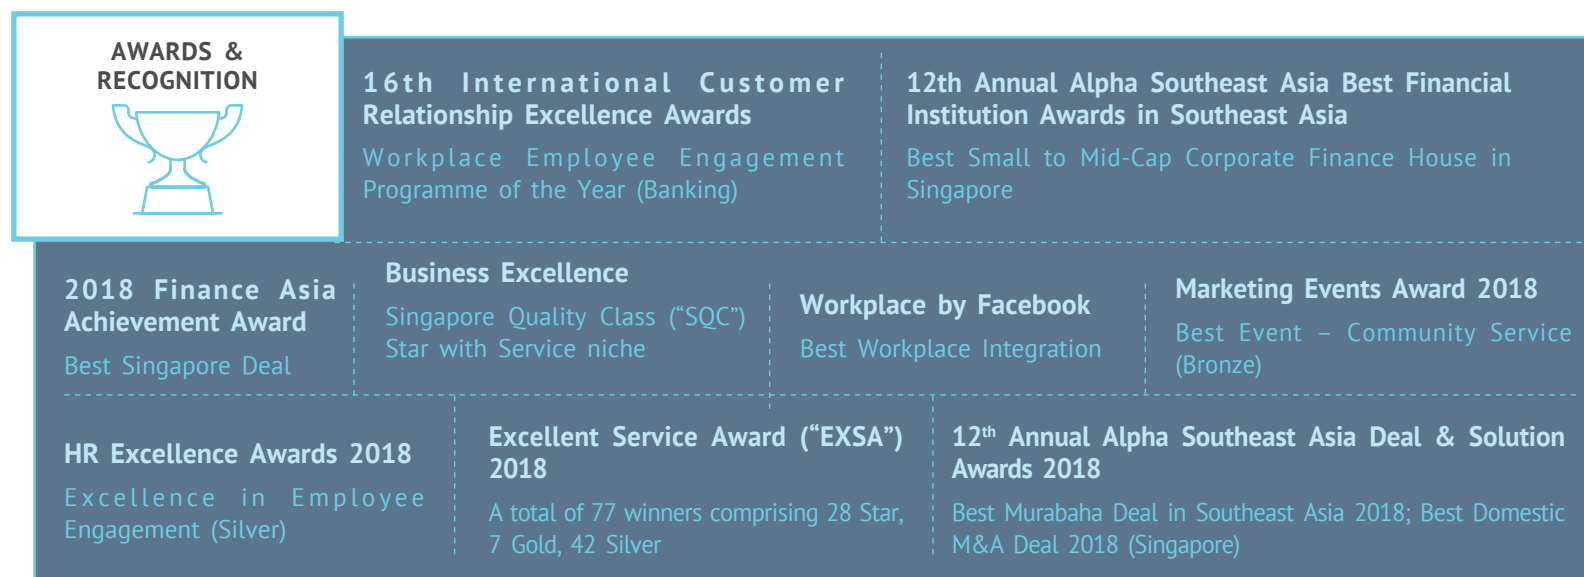 AWARDS &
RECOGNITION
16th International Customer
Relationship Excellence Awards
Workplace Employee Engagement
Programme of the Year (Banking)
12th Annual Alpha Southeast Asia Best Financial
Institution Awards in Southeast Asia
Best Small to Mid-Cap Corporate Finance House in
Singapore
2018 Finance Asia
Achievement Award
Best Singapore Deal
Business Excellence
Singapore Quality Class (“SQC”)
Star with Service niche
Workplace by Facebook
Best Workplace Integration
Marketing Events Award 2018
Best Event – Community Service
(Bronze)
HR Excellence Awards 2018
Excellence in Employee
Engagement (Silver)
Excellent Service Award (“EXSA”)
2018
A total of 77 winners comprising 28 Star,
7 Gold, 42 Silver
12th Annual Alpha Southeast Asia Deal & Solution
Awards 2018
Best Murabaha Deal in Southeast Asia 2018; Best Domestic
M&A Deal 2018 (Singapore)